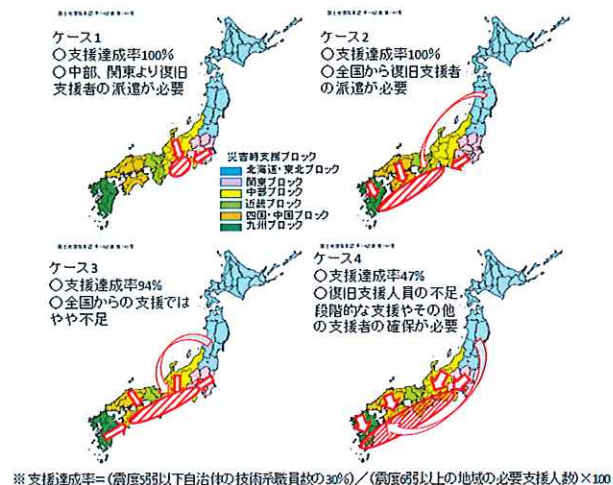 ケース1
○支援達成率100%
○中部、関東より復旧
支援者の派遣が必要
ケース2
○支援達成率100%
○全国から復旧支援者
の派遣が必要
災害時支援ブロック
北海道・東北ブロック
関東ブロック
中部ブロック
近畿ブロック
四国・中国ブロック
九州ブロック
ケース3
○支援達成率94%
○全国からの支援では
やや不足
ケース4
○支援達成率47%
○復旧支援人員の不足,
段階的な支援やその他
の支援者の確保が必要
※支援達成率=(震度5弱以下自治体の技術系職員数の30%)/(震度6弱以上の地域の必要支援人数)×100